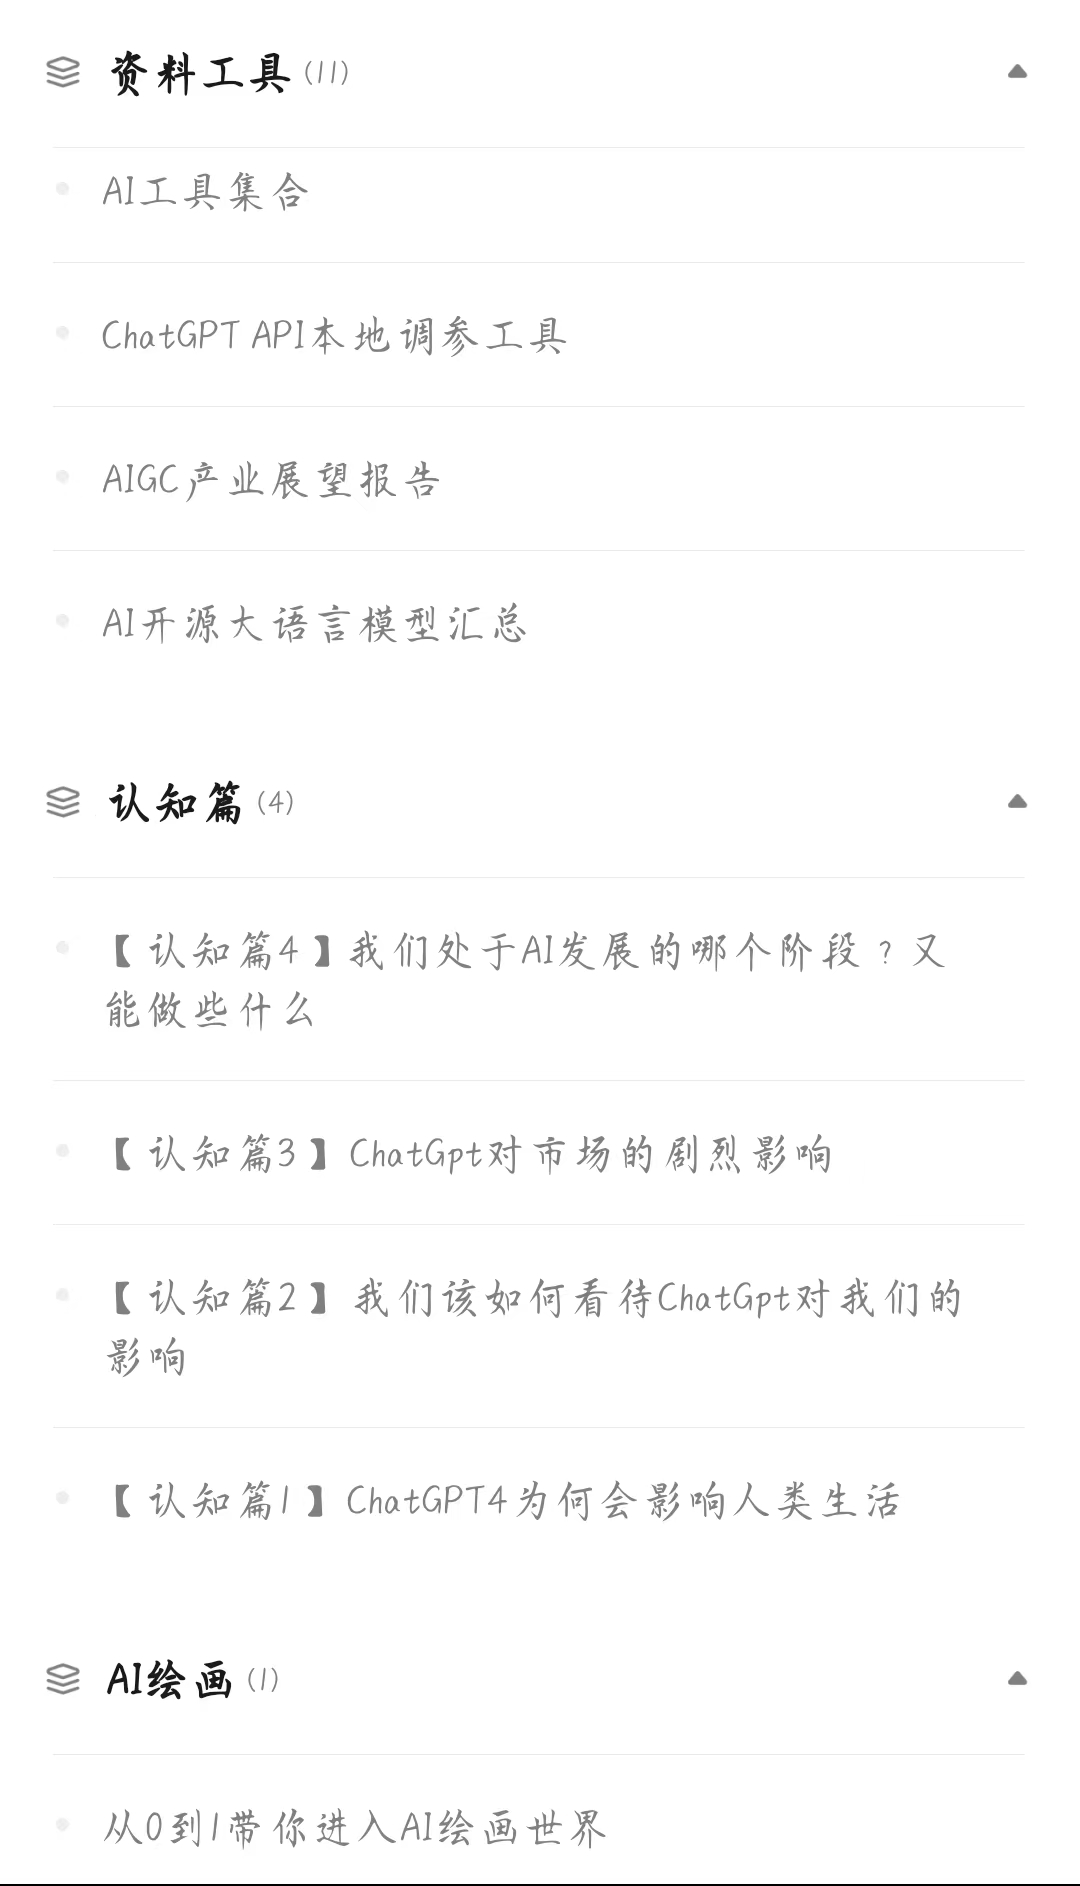 资料工具(11)
AI工具集合
ChatGPT API本地调参工具
AIGC产业展望报告
AI开源大语言模型汇总
认知篇(4)
【认知篇4】我们处于AI发展的哪个阶段？又
能做些什么
【认知篇3】ChatGpt对市场的剧烈影响
【认知篇2】我们该如何看待ChatGpt对我们的
影响
【认知篇1】ChatGPT4为何会影响人类生活
AI绘画(1)
从0到1带你进入AI绘画世界